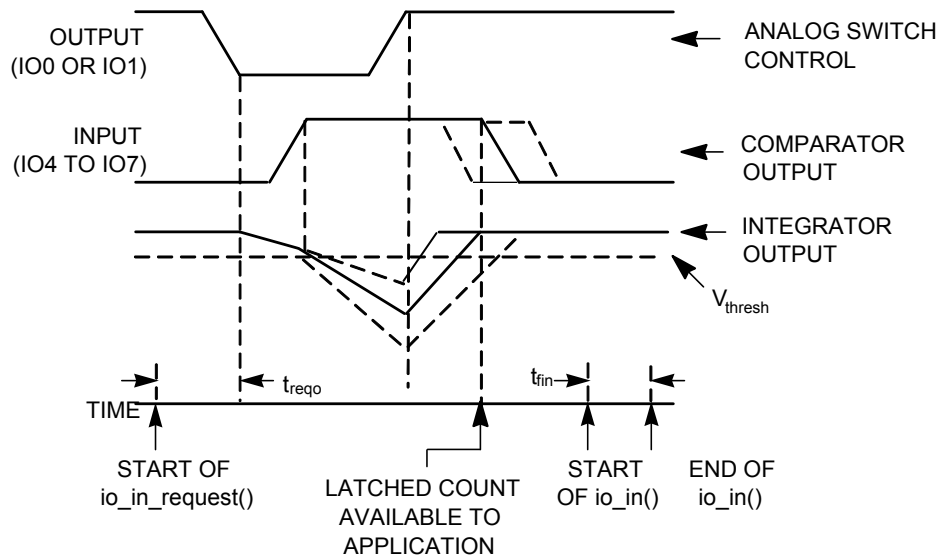 OUTPUT
(IO0 OR IO1)
ANALOG SWITCH
CONTROL
INPUT
(IO4 TO IO7)
COMPARATOR
OUTPUT
INTEGRATOR
OUTPUT
Vthresh
treqo
tfin
TIME
START OF
io_in_request()
LATCHED COUNT
AVAILABLE TO
APPLICATION
START
OF io_in()
END OF
io_in()